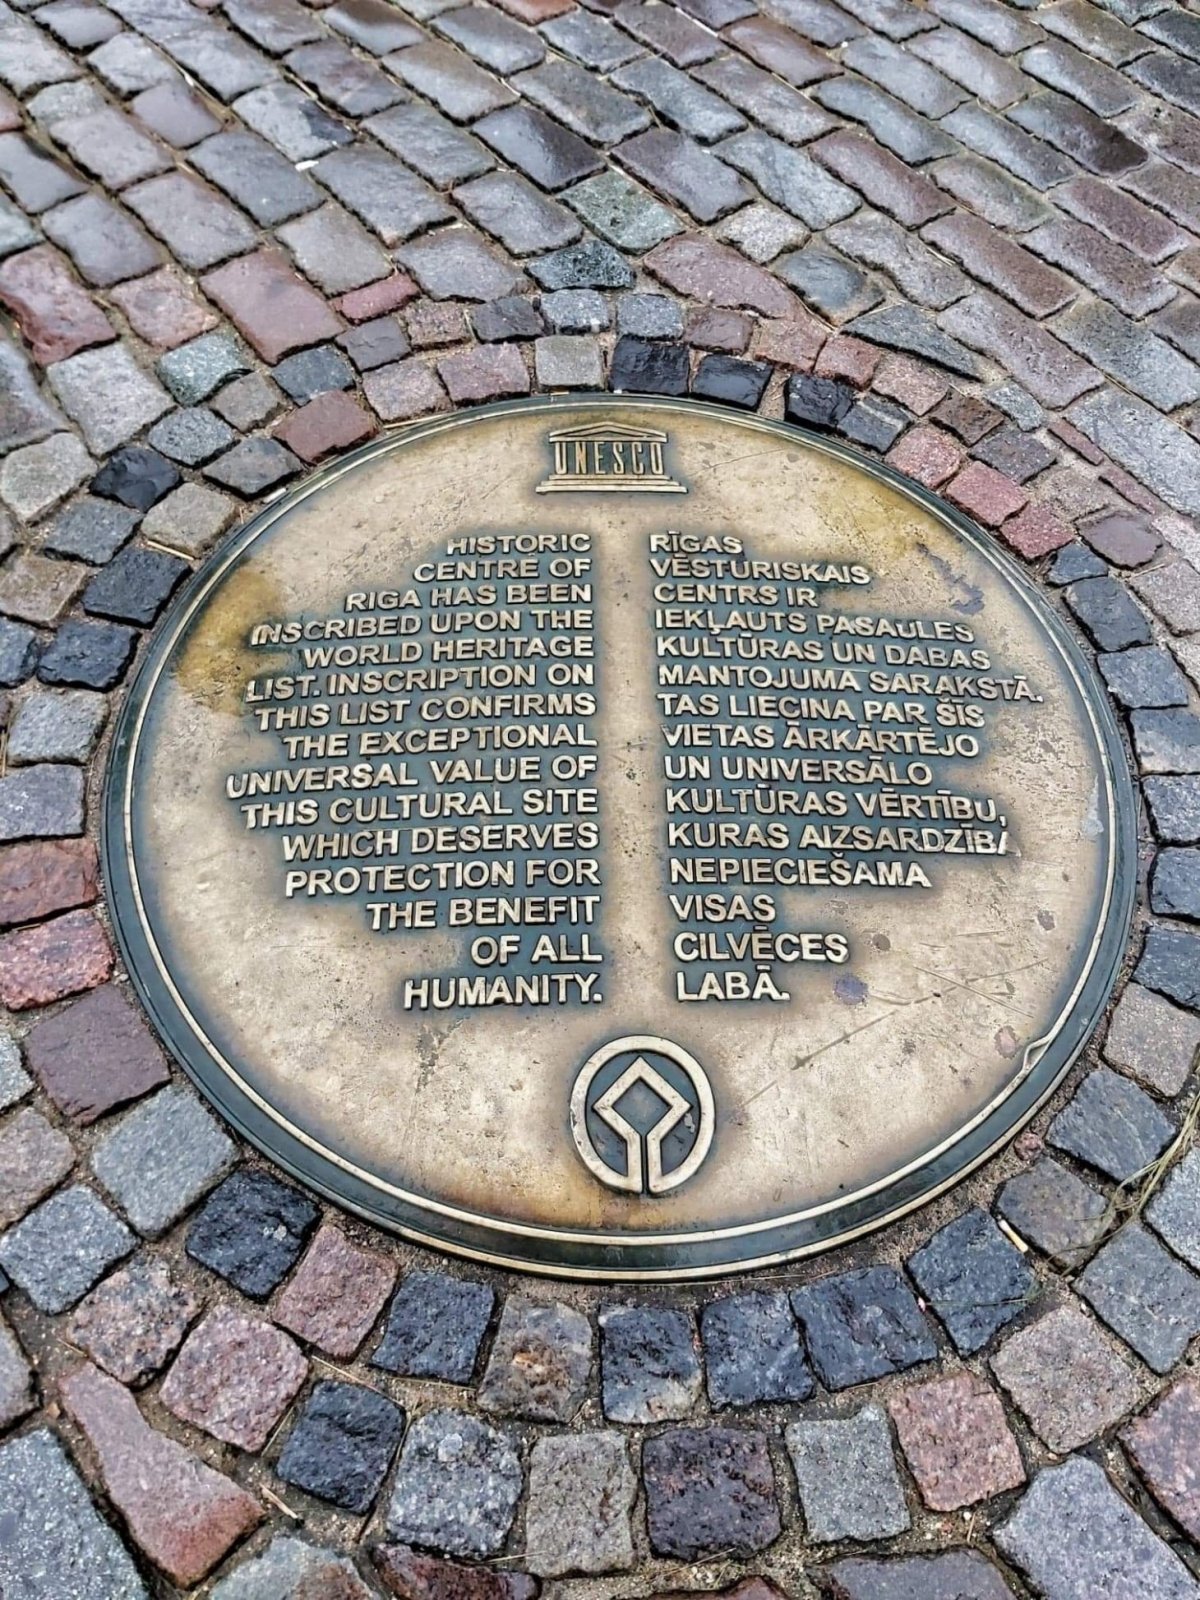 UNESCO
HISTORIC
CENTRE OF
RIGA HAS BEEN
INSCRIBED UPON THE
WORLD HERITAGE
LIST. INSCRIPTION ON
THIS LIST CONFIRMS
THE EXCEPTIONAL
UNIVERSAL VALUE OF
THIS CULTURAL SITE
WHICH DESERVES
PROTECTION FOR
THE BENEFIT
OF ALL
HUMANITY.
RĪGAS
VĒSTURISKAIS
CENTRS IR
IEKĻAUTS PASAULES
KULTŪRAS UN DABAS
MANTOJUMA SARAKSTĀ.
TAS LIECINA PAR ŠĪS
VIETAS ĀRKĀRTĒJO
UN UNIVERSĀLO
KULTŪRAS VĒRTĪBU,
KURAS AIZSARDZĪBA
NEPIECIEŠAMA
VISAS
CILVĒCES
LABĀ.